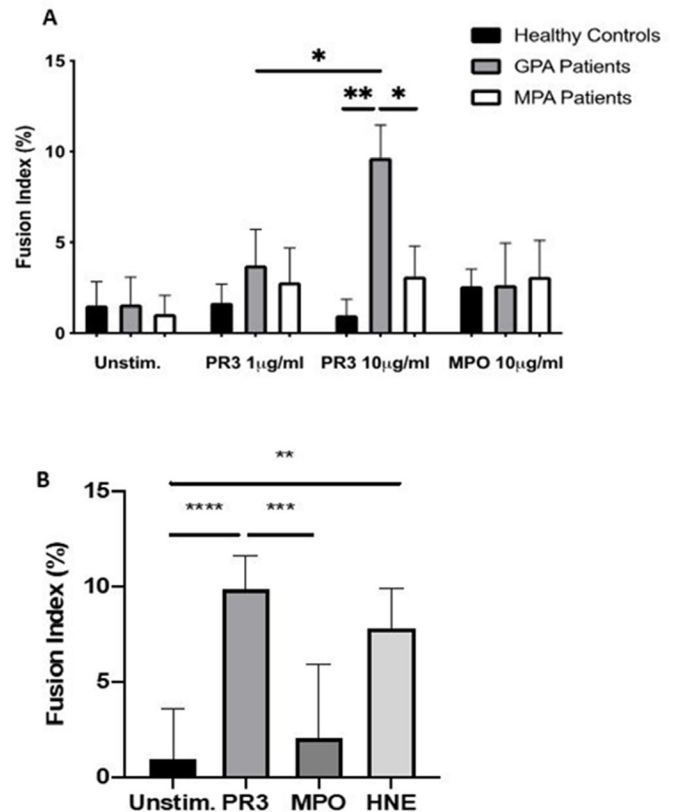 A
Healthy Controls
GPA Patients
MPA Patients
Fusion Index (%)
15
10
5
0
*
** *
Unstim. PR3 1µg/ml PR3 10µg/ml MPO 10µg/ml
B
Fusion Index (%)
15
10
5
0
**
**** ***
Unstim. PR3 MPO HNE